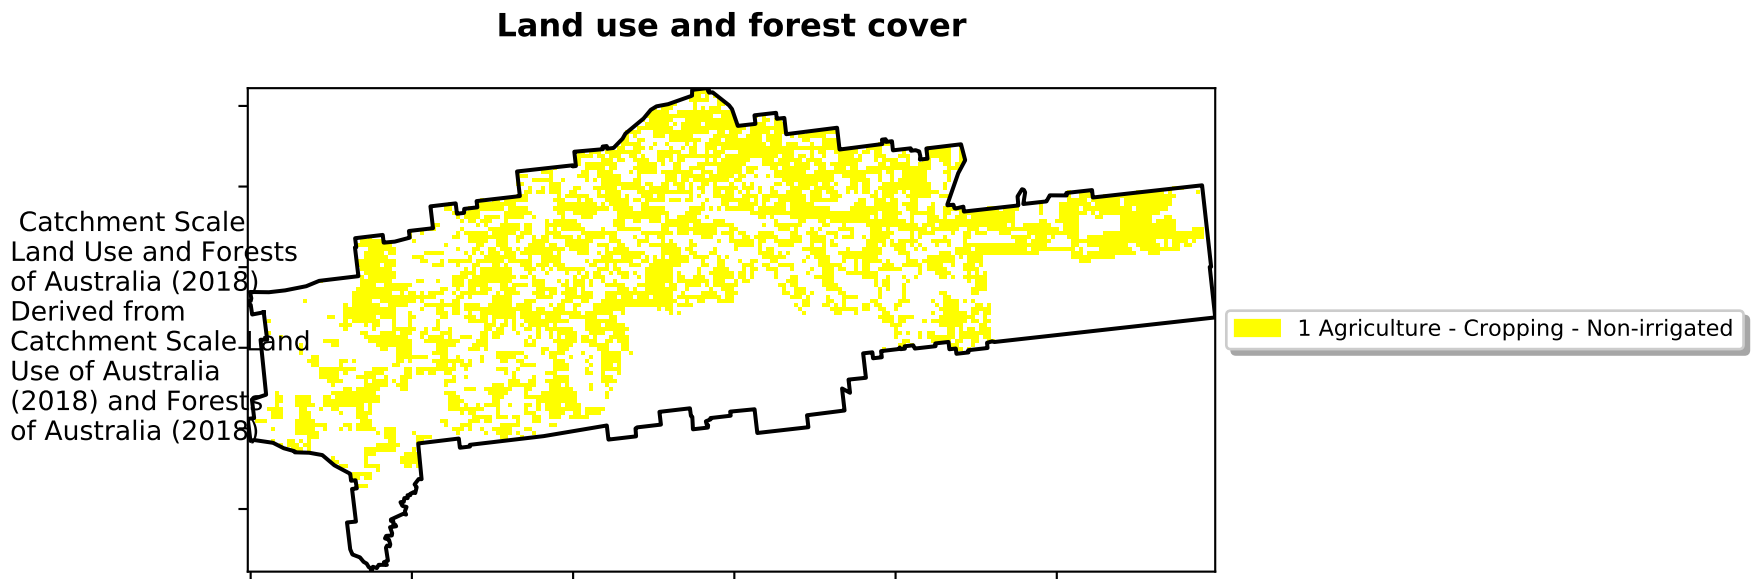 Land use and forest cover
Catchment Scale
Land Use and Forests
of Australia (2018)
Derived from
Catchment Scale Land
Use of Australia
(2018) and Forests
of Australia (2018)
1 Agriculture - Cropping - Non-irrigated